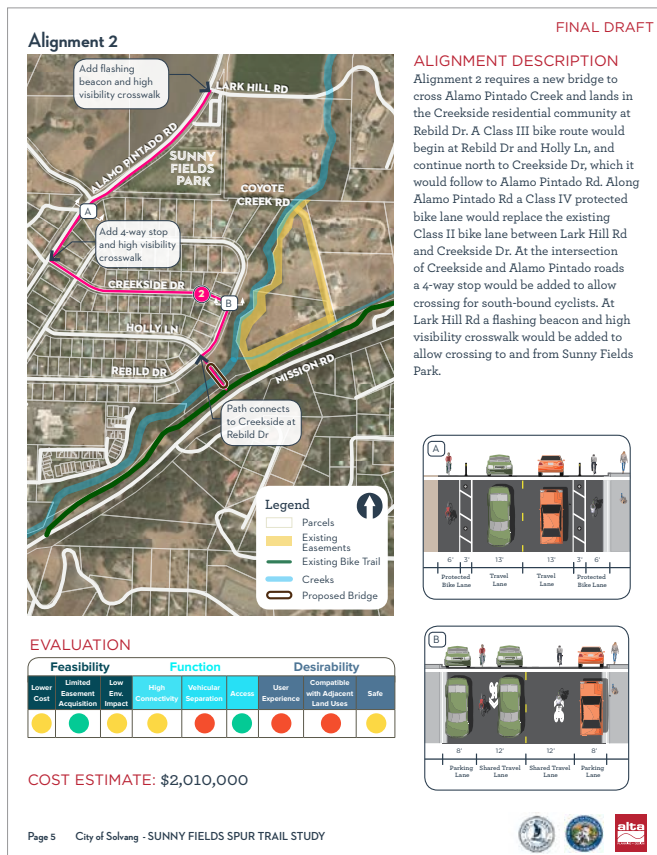 FINAL DRAFT
Alignment 2
Add flashing
beacon and high
visibility crosswalk
LARK HILL RD
ALAMO PINTADO RD
SUNNY
FIELDS
PARK
COYOTE
CREEK RD
A
Add 4-way stop
and high visibility
crosswalk
CREEKSIDE DR
2
B
HOLLY LN
REBILD DR
MISSION RD
Path connects
to Creekside at
Rebild Dr
Legend
Parcels
Existing
Easements
Existing Bike Trail
Creeks
Proposed Bridge
ALIGNMENT DESCRIPTION
Alignment 2 requires a new bridge to
cross Alamo Pintado Creek and lands in
the Creekside residential community at
Rebild Dr. A Class III bike route would
begin at Rebild Dr and Holly Ln, and
continue north to Creekside Dr, which it
would follow to Alamo Pintado Rd. Along
Alamo Pintado Rd a Class IV protected
bike lane would replace the existing
Class II bike lane between Lark Hill Rd
and Creekside Dr. At the intersection
of Creekside and Alamo Pintado roads
a 4-way stop would be added to allow
crossing for south-bound cyclists. At
Lark Hill Rd a flashing beacon and high
visibility crosswalk would be added to
allow crossing to and from Sunny Fields
Park.
A
6' 3' 13' 13' 3' 6'
Protected
Bike Lane
Travel
Lane
Travel
Lane
Protected
Bike Lane
B
8' 12' 12' 8'
Parking
Lane
Shared Travel
Lane
Shared Travel
Lane
Parking
Lane
EVALUATION
Feasibility
Function
Desirability
Lower
Cost
Limited
Easement
Acquisition
Low
Env.
Impact
High
Connectivity
Vehicular
Separation
Access
User
Experience
Compatible
with Adjacent
Land Uses
Safe
COST ESTIMATE: $2,010,000
Page 5 City of Solvang - SUNNY FIELDS SPUR TRAIL STUDY
alta